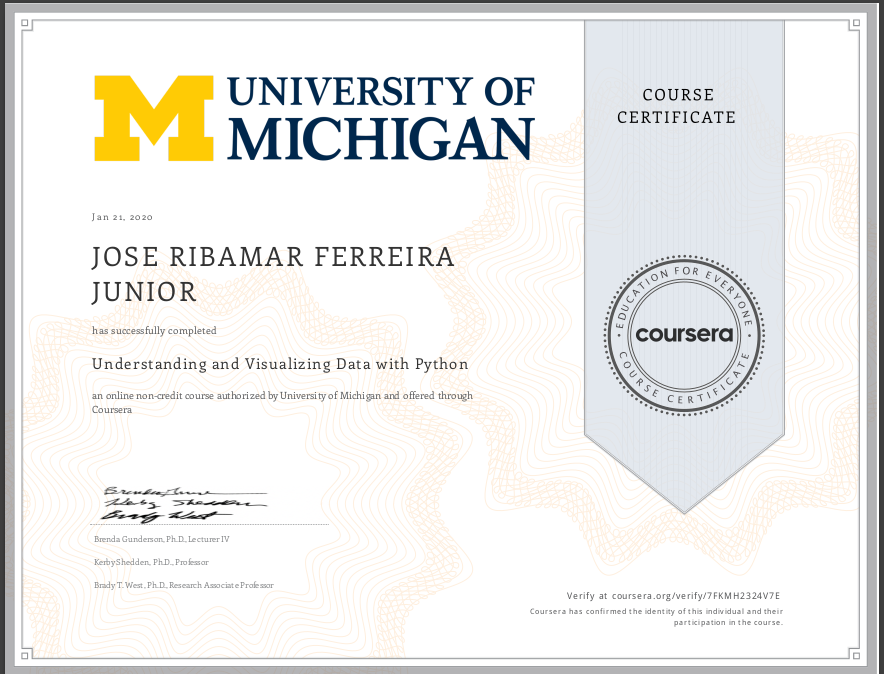 UNIVERSITY OF
MICHIGAN
COURSE
CERTIFICATE
Jan 21, 2020
JOSE RIBAMAR FERREIRA
JUNIOR
has successfully completed
Understanding and Visualizing Data with Python
an online non-credit course authorized by University of Michigan and offered through
Coursera
EDUCATION FOR EVERYONE
coursera
COURSE CERTIFICATE
Brenda Gunderson
Kerby Shedden
Brady West
Brenda Gunderson, Ph.D., Lecturer IV
Kerby Shedden, Ph.D., Professor
Brady T. West, Ph.D., Research Associate Professor
Verify at coursera.org/verify/7FKMH2324V7E
Coursera has confirmed the identity of this individual and their
participation in the course.